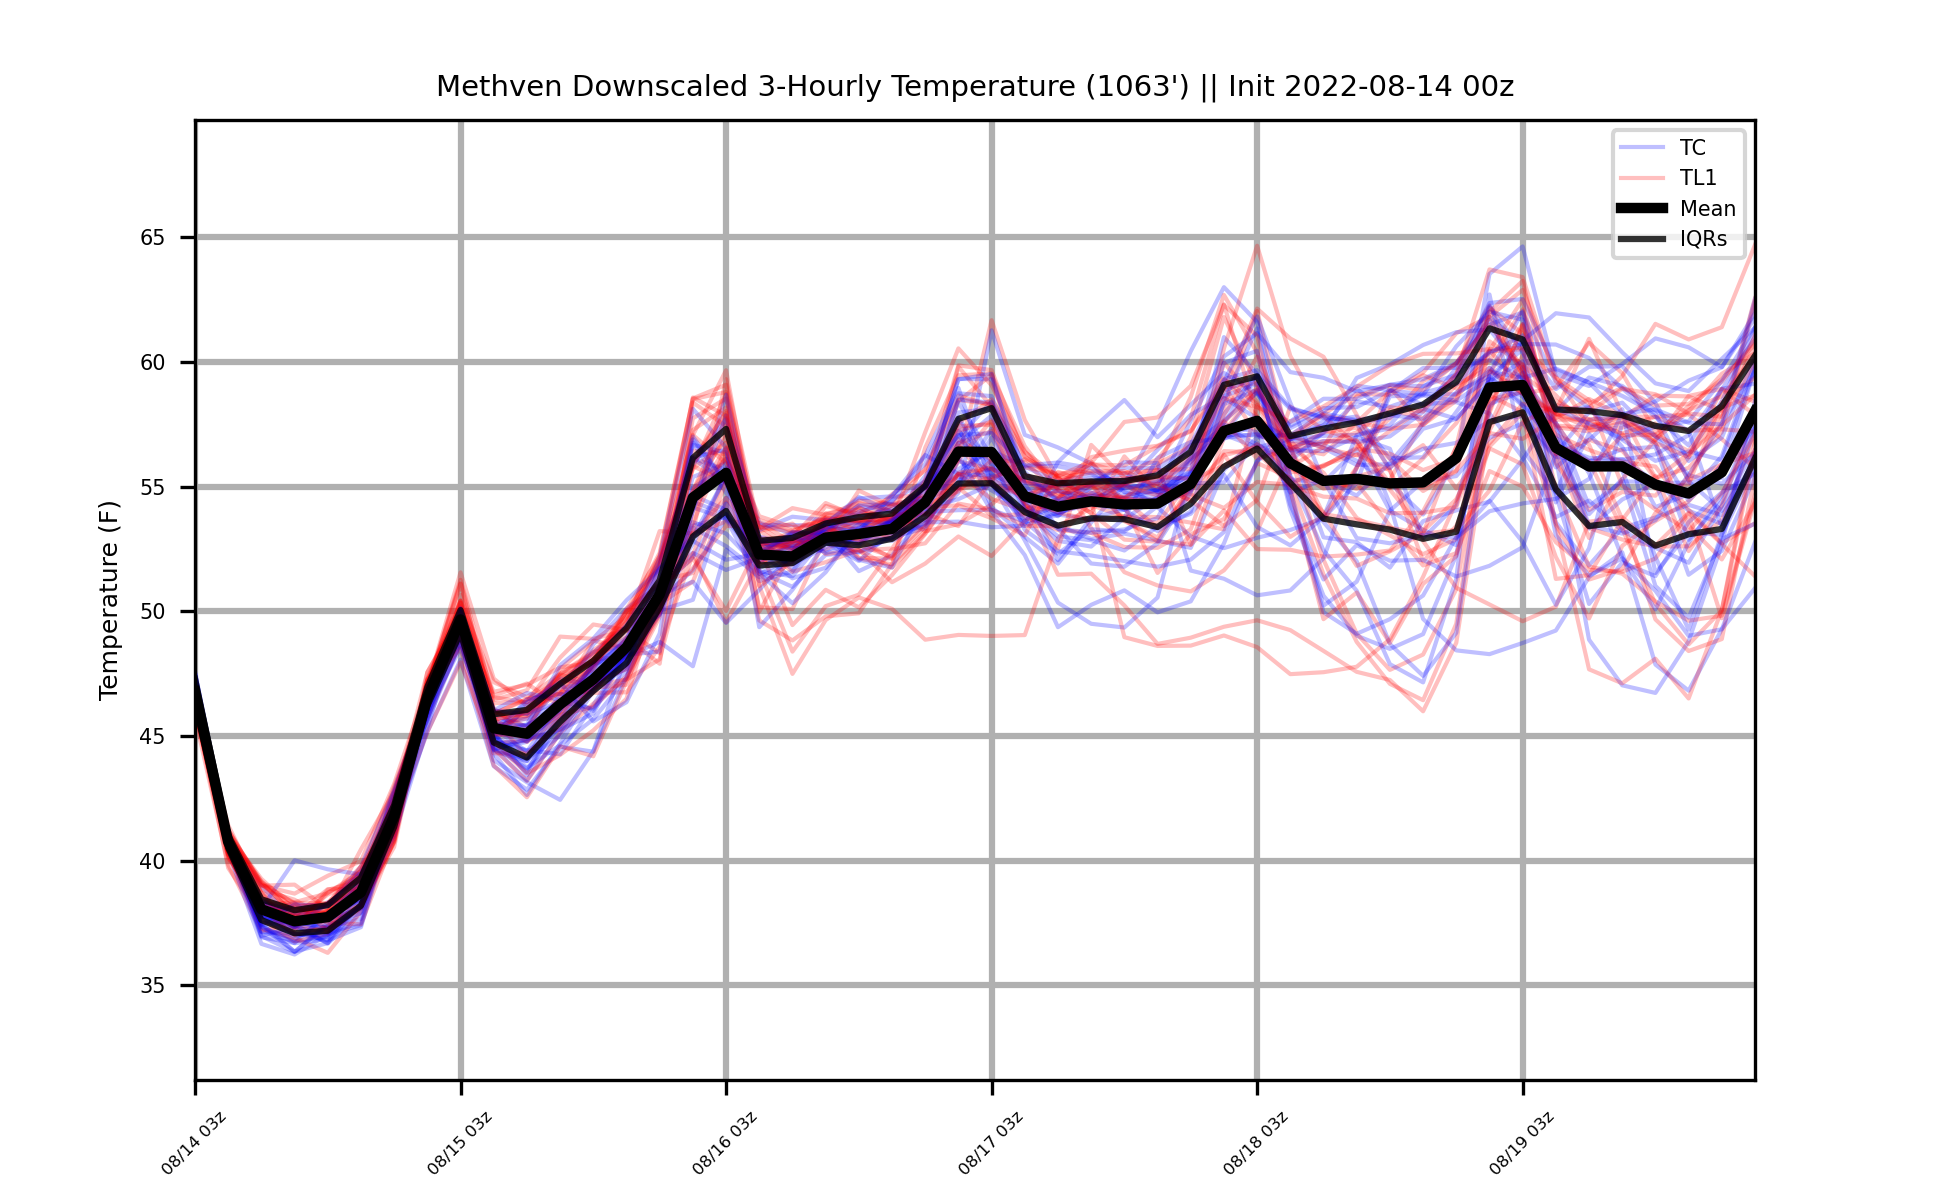 Methven Downscaled 3-Hourly Temperature (1063') || Init 2022-08-14 00z
TC
TL1
Mean
IQRs
Temperature (F)
65
60
55
50
45
40
35
08/14 03z
08/15 03z
08/16 03z
08/17 03z
08/18 03z
08/19 03z